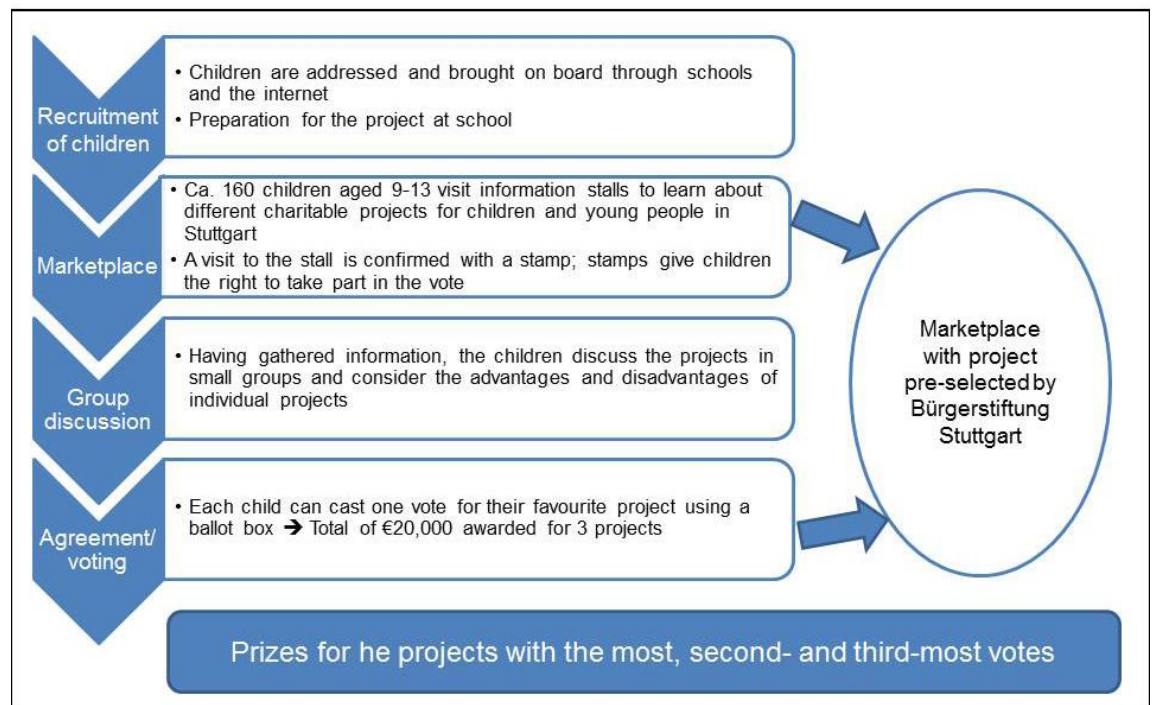 Recruitment
of children
• Children are addressed and brought on board through schools
and the internet
• Preparation for the project at school
Marketplace
• Ca. 160 children aged 9-13 visit information stalls to learn about
different charitable projects for children and young people in
Stuttgart
• A visit to the stall is confirmed with a stamp; stamps give children
the right to take part in the vote
Group
discussion
• Having gathered information, the children discuss the projects in
small groups and consider the advantages and disadvantages of
individual projects
Agreement/
voting
• Each child can cast one vote for their favourite project using a
ballot box ➔ Total of €20,000 awarded for 3 projects
Marketplace
with project
pre-selected by
Bürgerstiftung
Stuttgart
Prizes for he projects with the most, second- and third-most votes